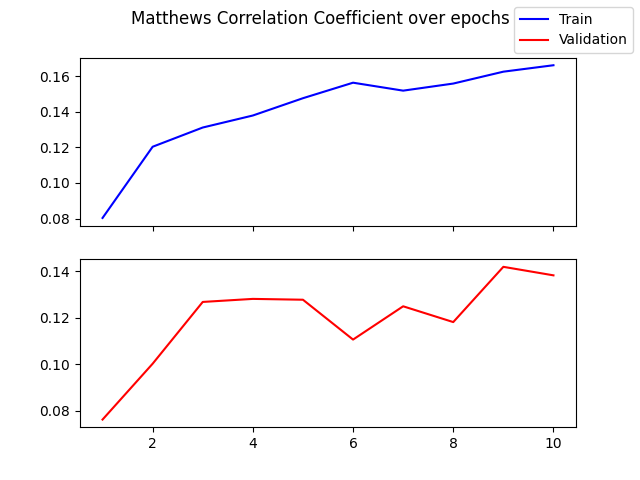 Matthews Correlation Coefficient over epochs
Train
Validation
0.16
0.14
0.12
0.10
0.08
0.14
0.12
0.10
0.08
2 4 6 8 10